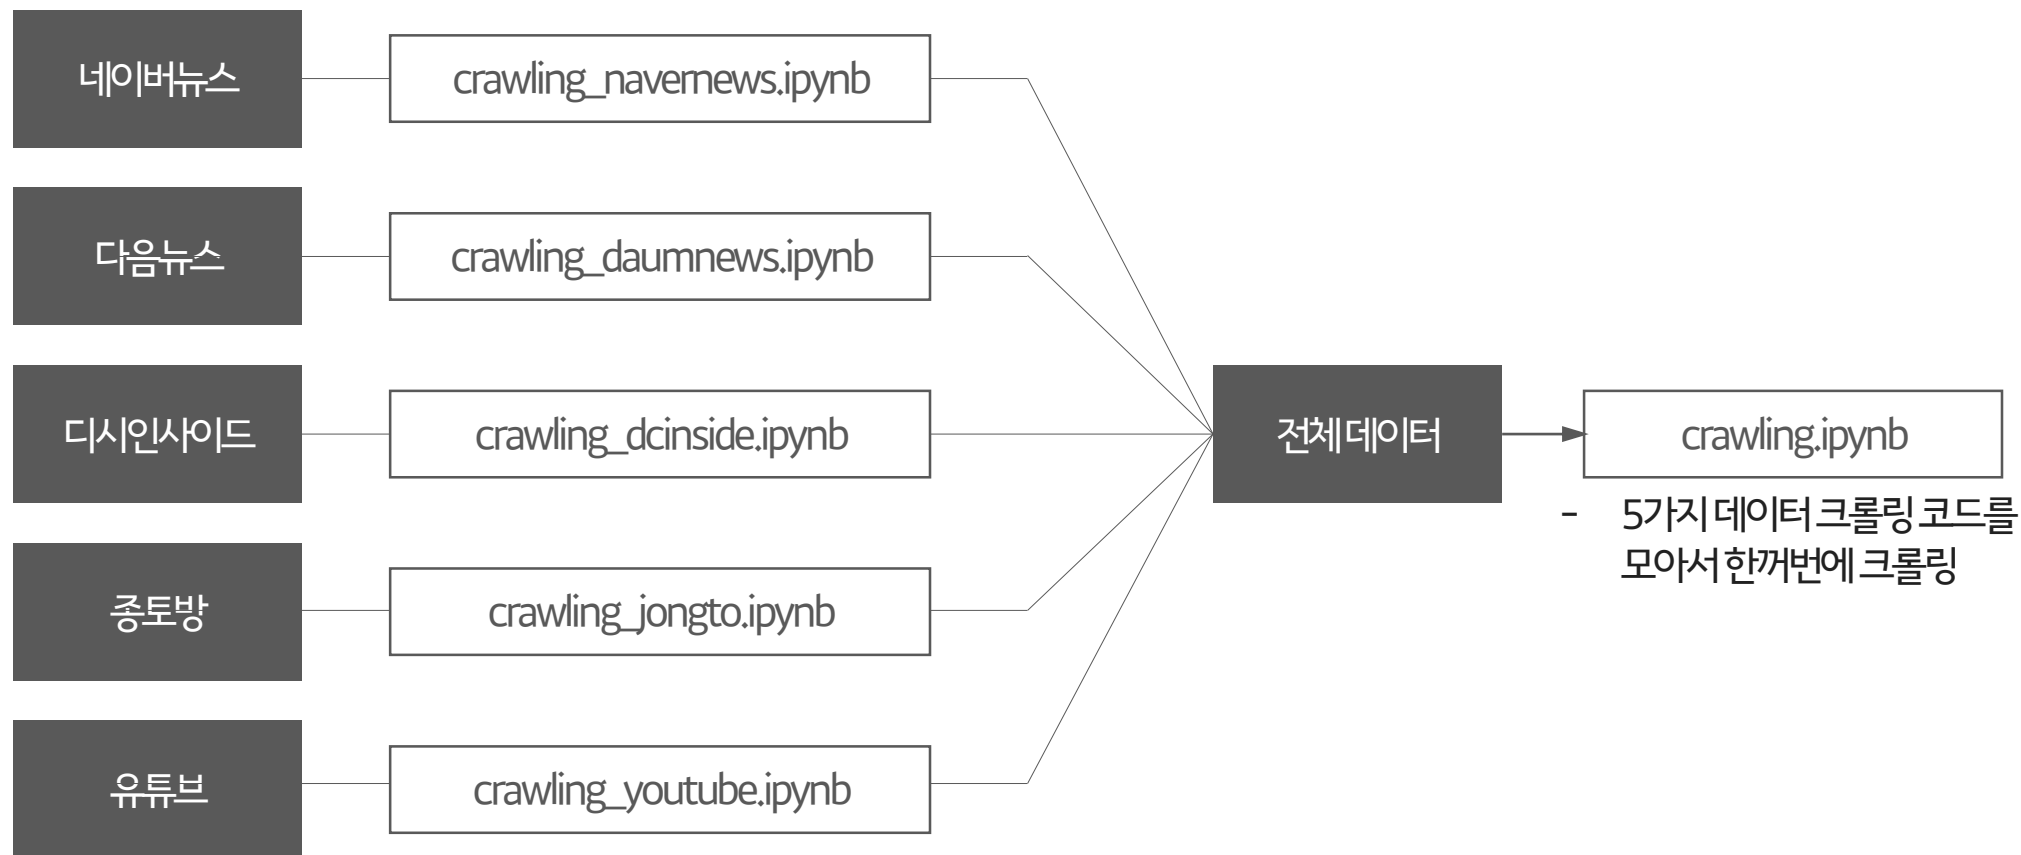 네이버뉴스
crawling_navernews.ipynb
다음뉴스
crawling_daumnews.ipynb
디시인사이드
crawling_dcinside.ipynb
종토방
crawling_jongto.ipynb
유튜브
crawling_youtube.ipynb
전체 데이터
crawling.ipynb
- 5가지 데이터 크롤링 코드를
모아서 한꺼번에 크롤링